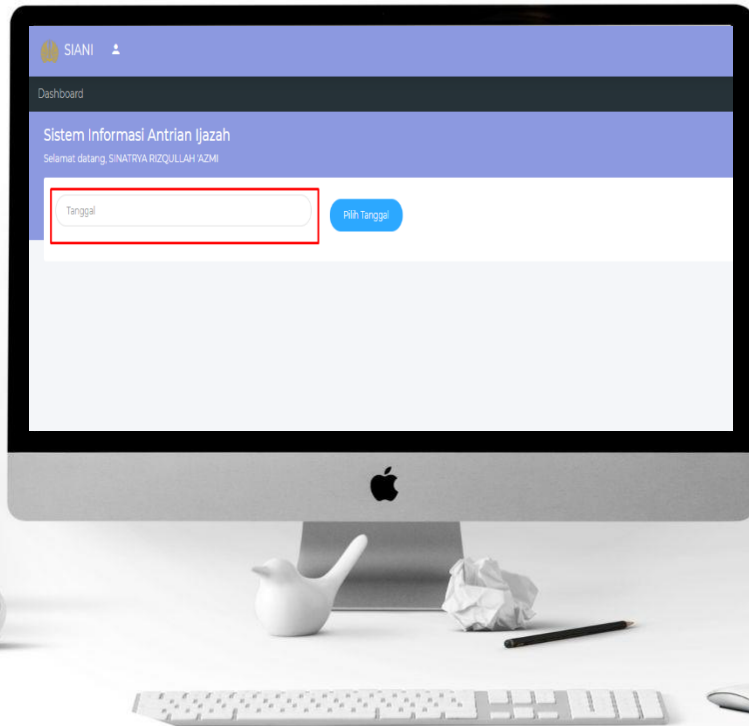 SIANI
Dashboard
Sistem Informasi Antrian Ijazah
Selamat datang, SINATRYA RIZQULLAH 'AZMI
Tanggal
Pilih Tanggal